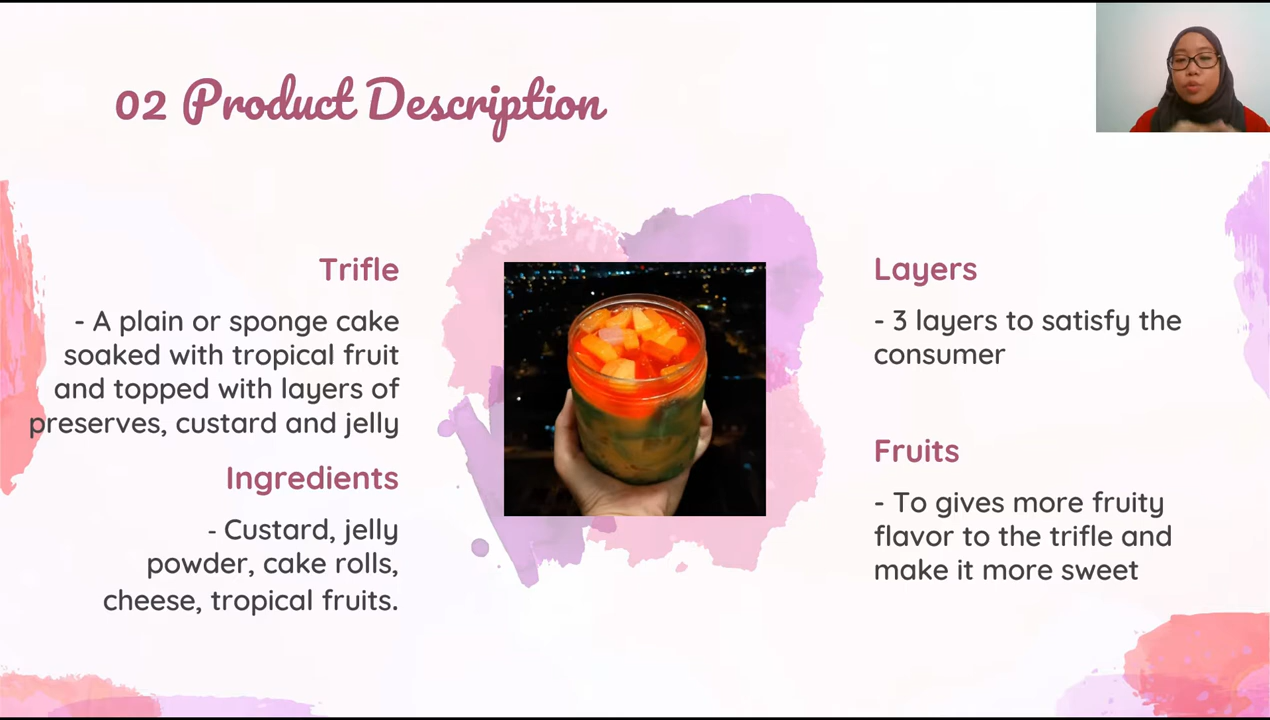 02 Product Description
Trifle
- A plain or sponge cake
soaked with tropical fruit
and topped with layers of
preserves, custard and jelly
Ingredients
- Custard, jelly
powder, cake rolls,
cheese, tropical fruits.
Layers
- 3 layers to satisfy the
consumer
Fruits
- To gives more fruity
flavor to the trifle and
make it more sweet